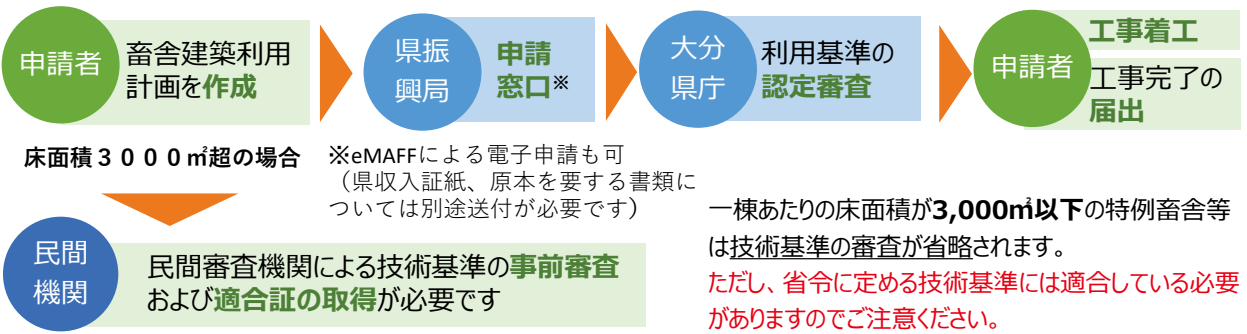 申請者
畜舎建築利用
計画を作成
県振
興局
申請
窓口※
大分
県庁
利用基準の
認定審査
申請者
工事着工
工事完了の
届出
床面積３０００㎡超の場合
※eMAFFによる電子申請も可
（県収入証紙、原本を要する書類に
ついては別途送付が必要です）
民間
機関
民間審査機関による技術基準の事前審査
および適合証の取得が必要です
一棟あたりの床面積が3,000㎡以下の特例畜舎等
は技術基準の審査が省略されます。
ただし、省令に定める技術基準には適合している必要
がありますのでご注意ください。